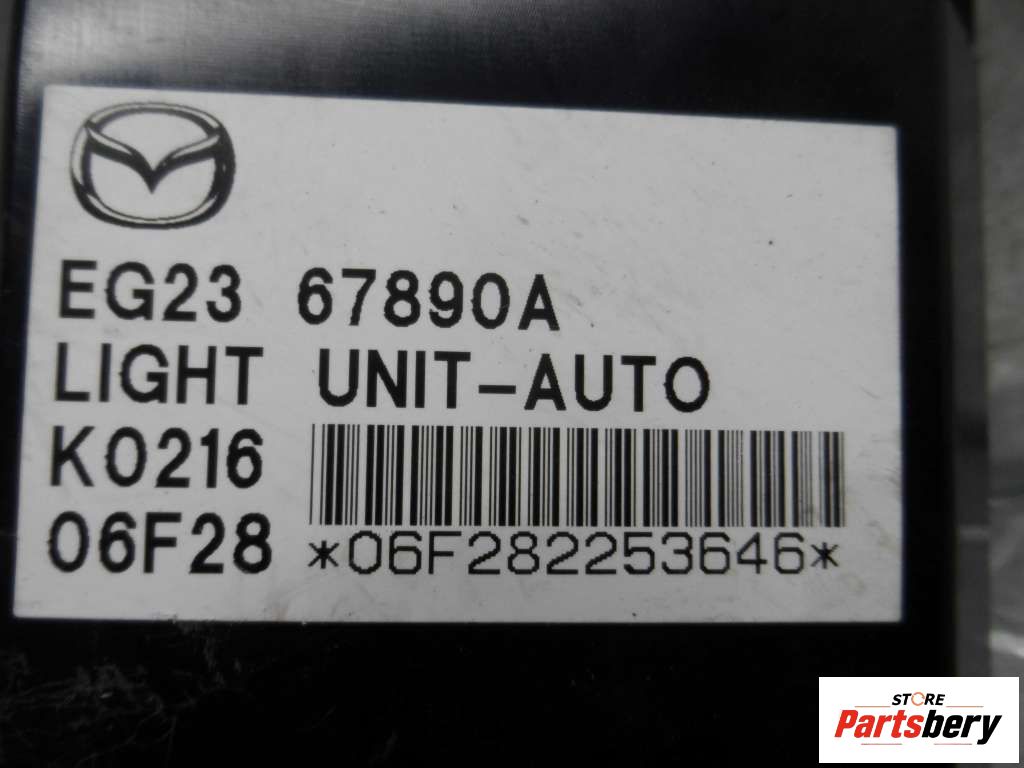 EG23 67890A
LIGHT UNIT-AUTO
K0216
06F28 *06F282253646*
STORE
Partsbery